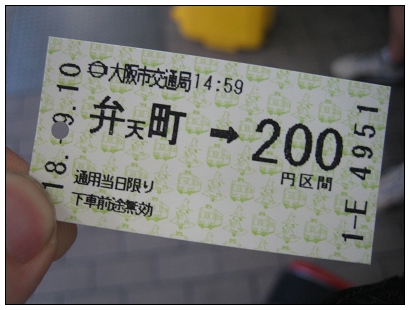 大阪市交通局14:59
弁天町 → 200
円区間
通用当日限り
下車前途無効
18.-9.10
1-E 4951